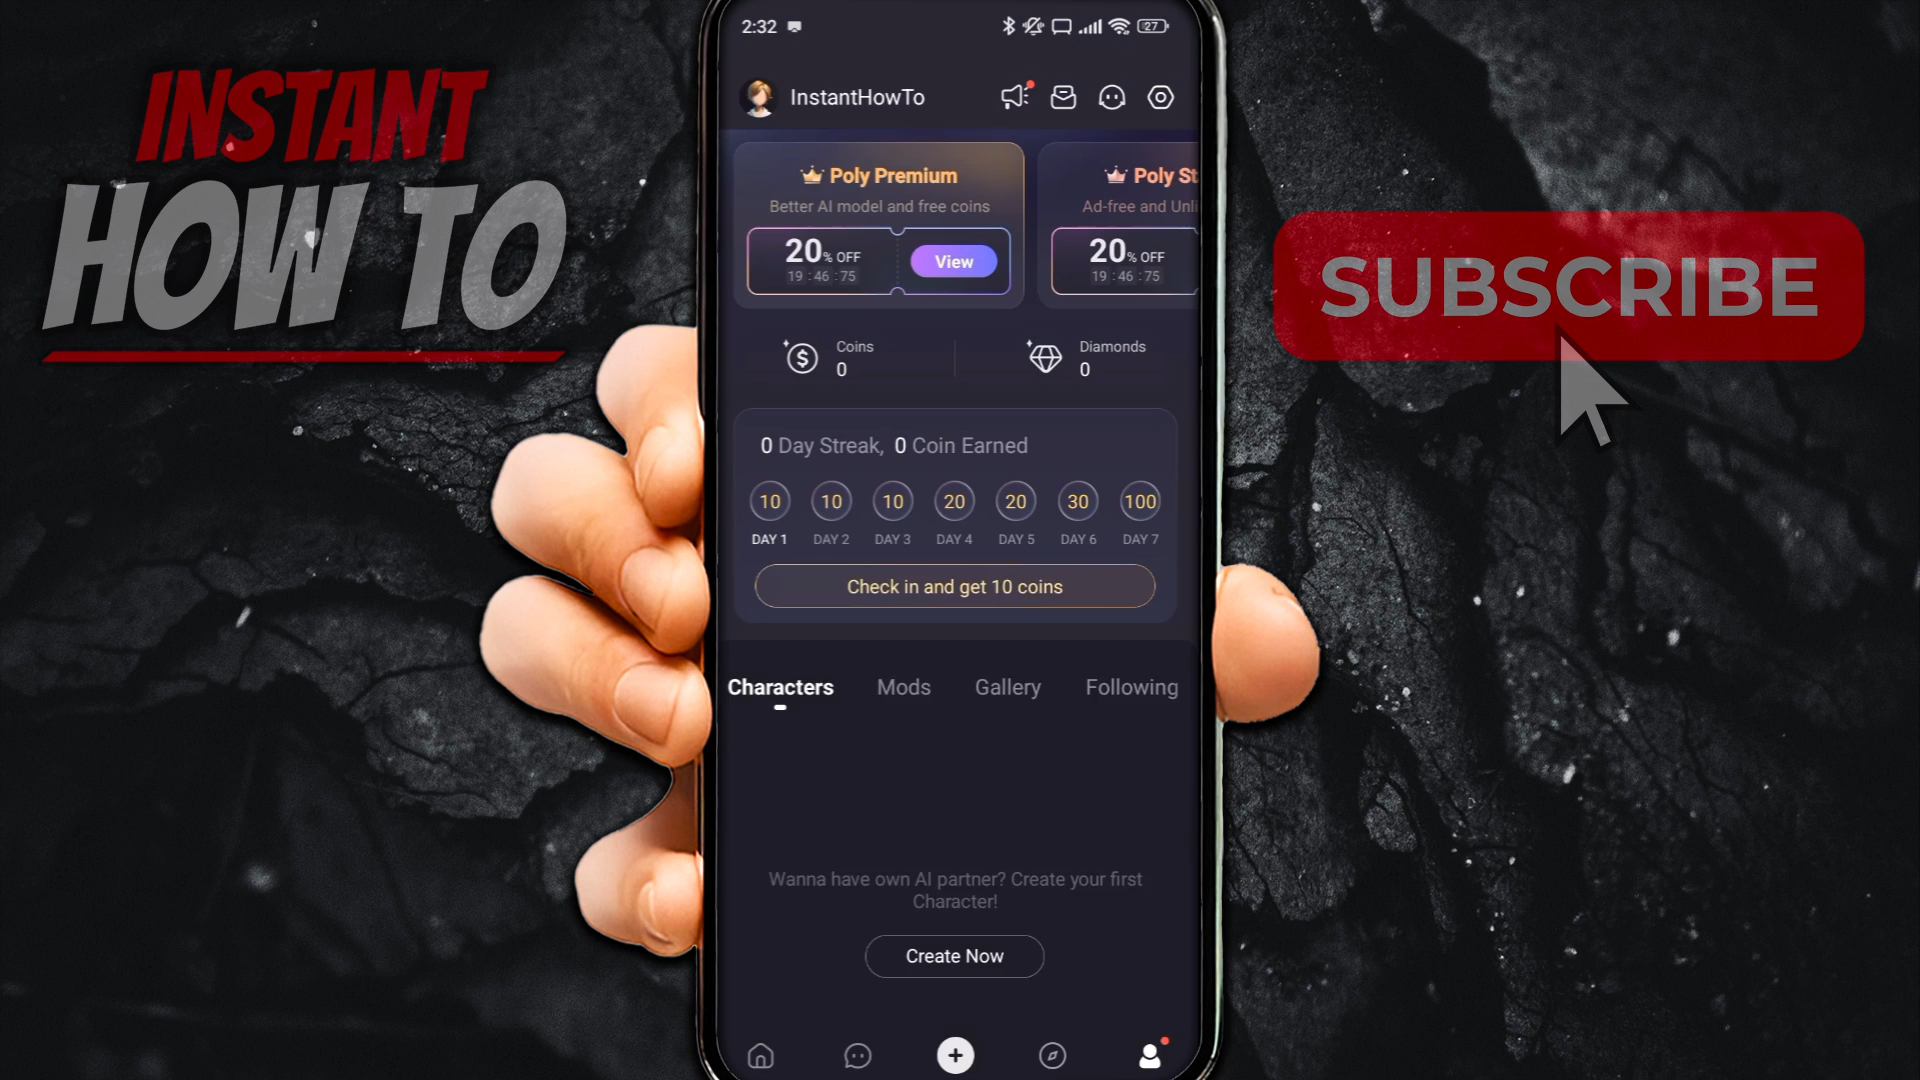 INSTANT
HOW TO
SUBSCRIBE
2:32
27
InstantHowTo
Poly Premium
Better AI model and free coins
20% OFF
19 : 46 : 75
View
Poly St
Ad-free and Unli
20% OFF
19 : 46 : 75
Coins
0
Diamonds
0
0 Day Streak, 0 Coin Earned
10 10 10 20 20 30 100
DAY 1 DAY 2 DAY 3 DAY 4 DAY 5 DAY 6 DAY 7
Check in and get 10 coins
Characters Mods Gallery Following
Wanna have own AI partner? Create your first
Character!
Create Now